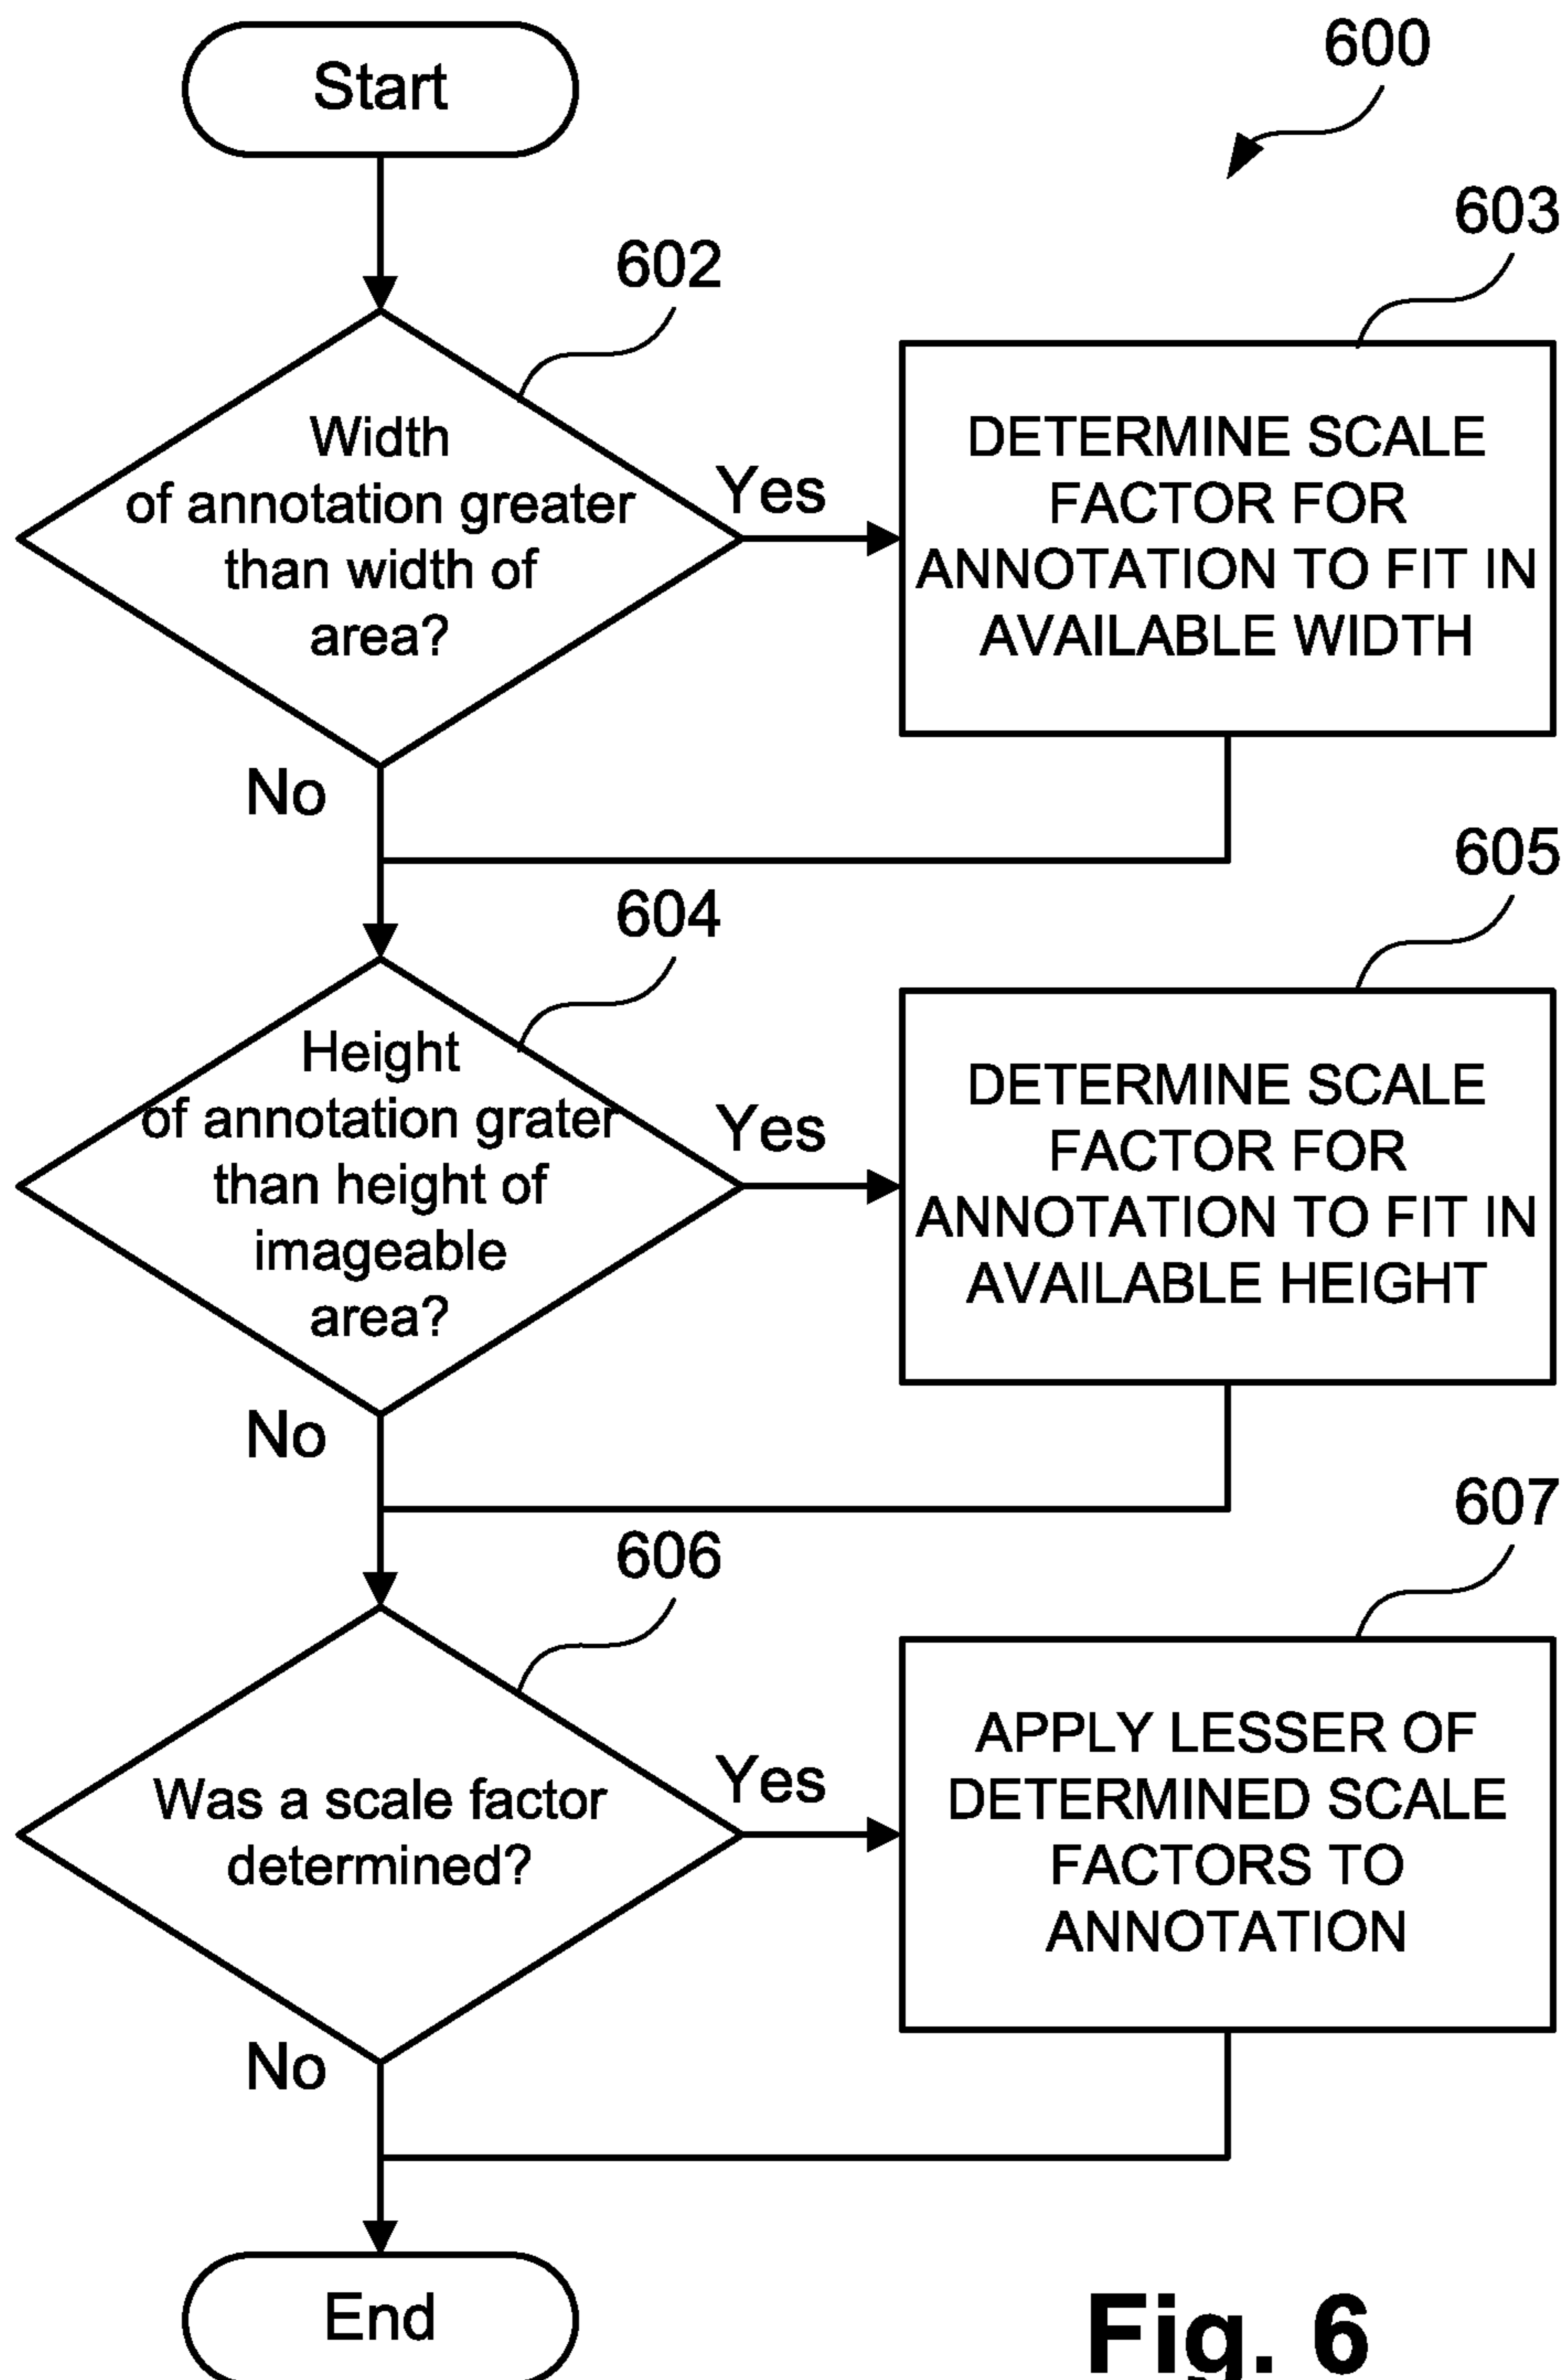 Start
600
602
603
Width
of annotation greater
than width of
area?
Yes
DETERMINE SCALE
FACTOR FOR
ANNOTATION TO FIT IN
AVAILABLE WIDTH
No
604
605
Height
of annotation grater
than height of
imageable
area?
Yes
DETERMINE SCALE
FACTOR FOR
ANNOTATION TO FIT IN
AVAILABLE HEIGHT
No
606
607
Was a scale factor
determined?
Yes
APPLY LESSER OF
DETERMINED SCALE
FACTORS TO
ANNOTATION
No
End
Fig. 6